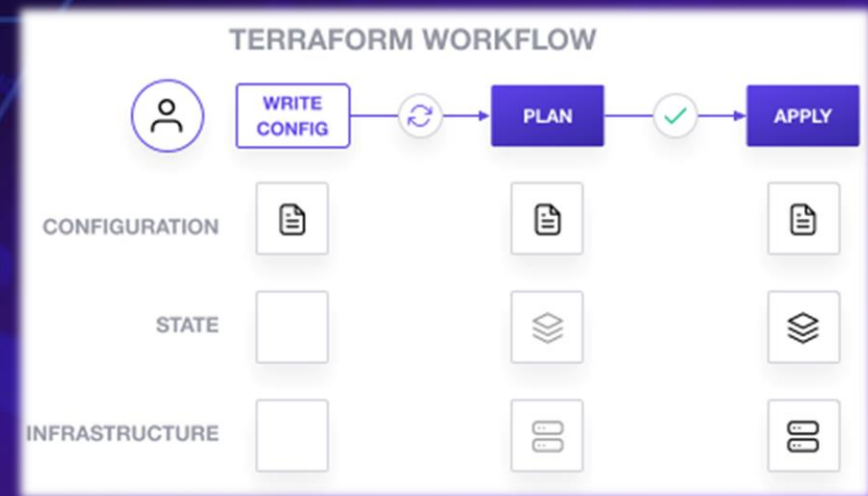 TERRAFORM WORKFLOW
WRITE
CONFIG
PLAN
APPLY
CONFIGURATION
STATE
INFRASTRUCTURE